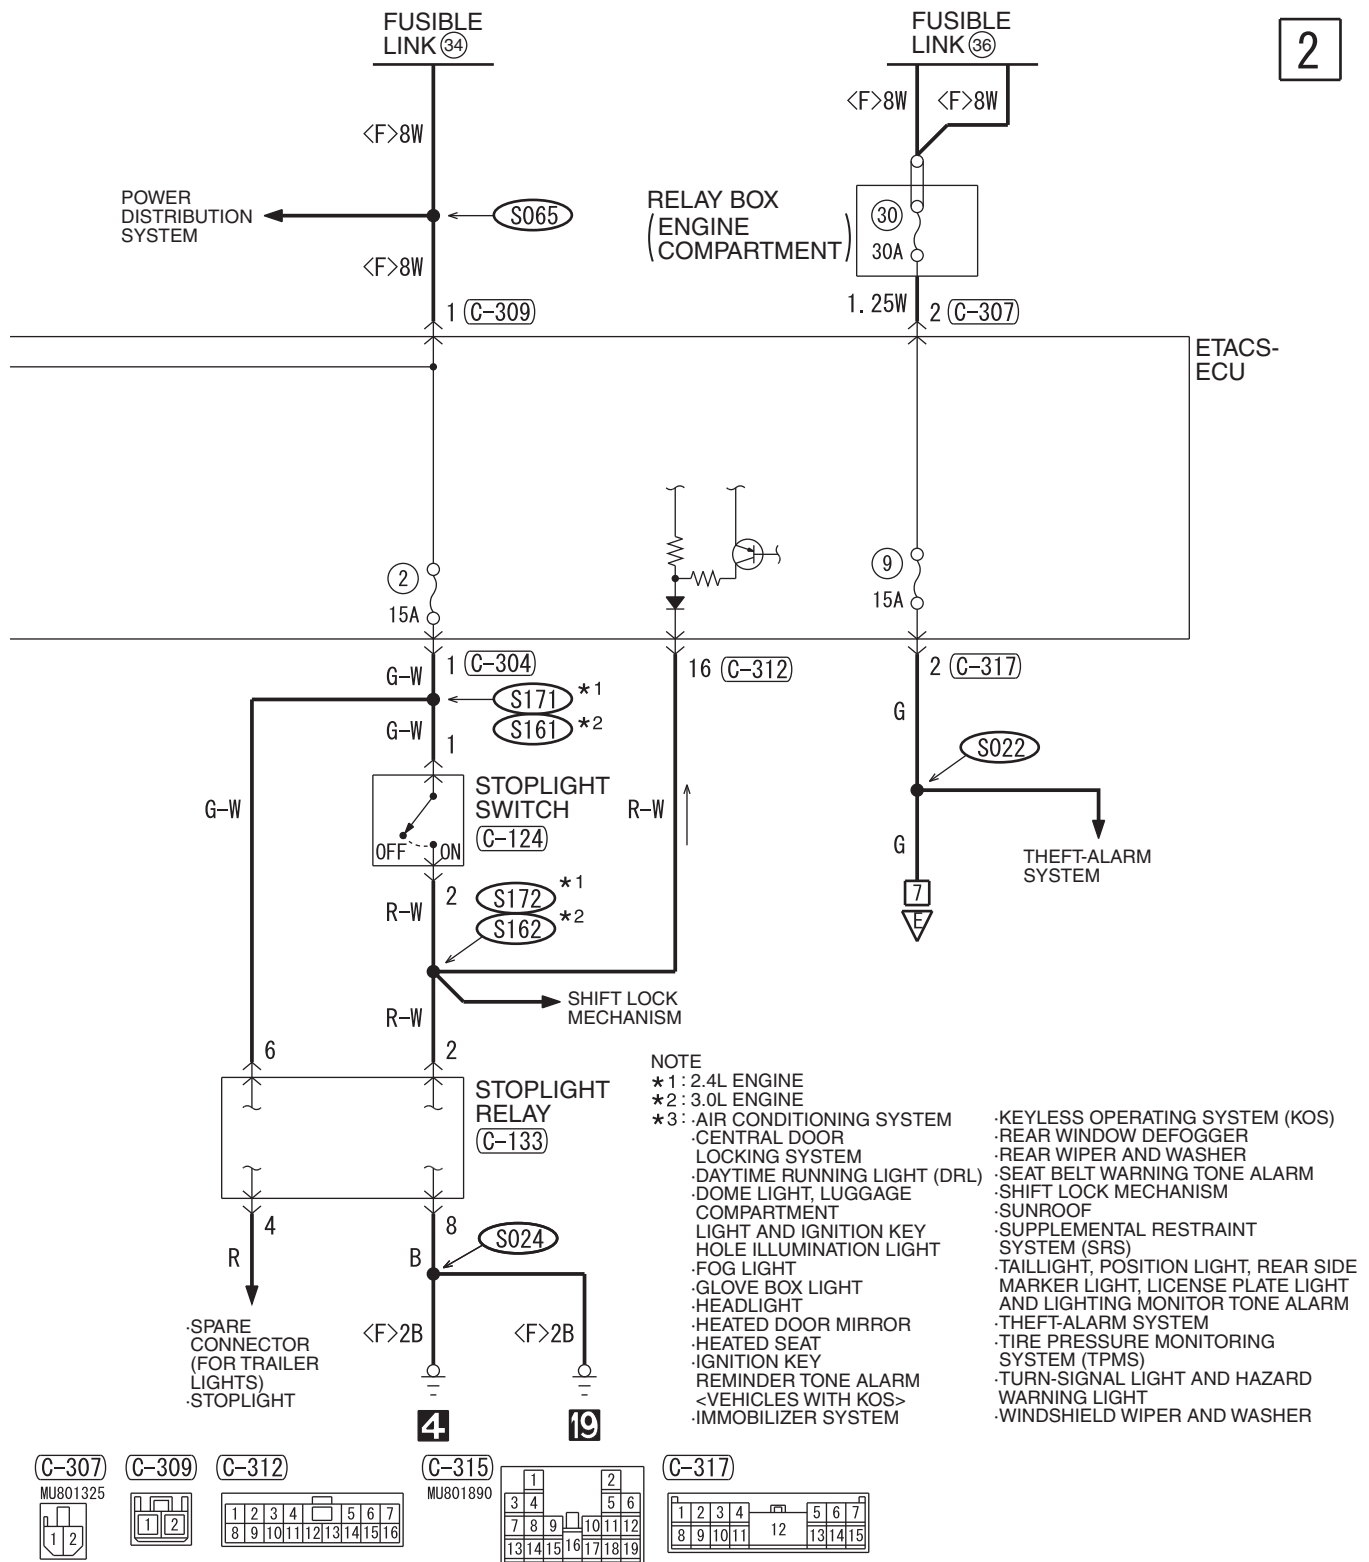 FUSIBLE
LINK 34
FUSIBLE
LINK 36
2
<F>8W
<F>8W
<F>8W
POWER
DISTRIBUTION
SYSTEM
S065
RELAY BOX
(ENGINE
COMPARTMENT)
30
30A
<F>8W
1.25W
1 C-309
2 C-307
ETACS-
ECU
2
15A
9
15A
1 C-304
16 C-312
2 C-317
G-W
S171 *1
S161 *2
G-W
1
G
S022
STOPLIGHT
SWITCH
C-124
OFF
ON
G-W
R-W
G
THEFT-ALARM
SYSTEM
7
E
2
S172 *1
S162 *2
R-W
SHIFT LOCK
MECHANISM
R-W
6
2
STOPLIGHT
RELAY
C-133
4
8
S024
R
B
·SPARE
CONNECTOR
(FOR TRAILER
LIGHTS)
·STOPLIGHT
<F>2B
<F>2B
4
19
NOTE
*1: 2.4L ENGINE
*2: 3.0L ENGINE
*3: ·AIR CONDITIONING SYSTEM
·CENTRAL DOOR
LOCKING SYSTEM
·DAYTIME RUNNING LIGHT (DRL)
·DOME LIGHT, LUGGAGE
COMPARTMENT
LIGHT AND IGNITION KEY
HOLE ILLUMINATION LIGHT
·FOG LIGHT
·GLOVE BOX LIGHT
·HEADLIGHT
·HEATED DOOR MIRROR
·HEATED SEAT
·IGNITION KEY
REMINDER TONE ALARM
<VEHICLES WITH KOS>
·IMMOBILIZER SYSTEM
·KEYLESS OPERATING SYSTEM (KOS)
·REAR WINDOW DEFOGGER
·REAR WIPER AND WASHER
·SEAT BELT WARNING TONE ALARM
·SHIFT LOCK MECHANISM
·SUNROOF
·SUPPLEMENTAL RESTRAINT
SYSTEM (SRS)
·TAILLIGHT, POSITION LIGHT, REAR SIDE
MARKER LIGHT, LICENSE PLATE LIGHT
AND LIGHTING MONITOR TONE ALARM
·THEFT-ALARM SYSTEM
·TIRE PRESSURE MONITORING
SYSTEM (TPMS)
·TURN-SIGNAL LIGHT AND HAZARD
WARNING LIGHT
·WINDSHIELD WIPER AND WASHER
C-307
MU801325
1 2
C-309
1 2
C-312
1 2 3 4 5 6 7
8 9 10 11 12 13 14 15 16
C-315
MU801890
1 2
3 4 5 6
7 8 9 10 11 12
13 14 15 16 17 18 19
C-317
1 2 3 4 5 6 7
8 9 10 11 12 13 14 15